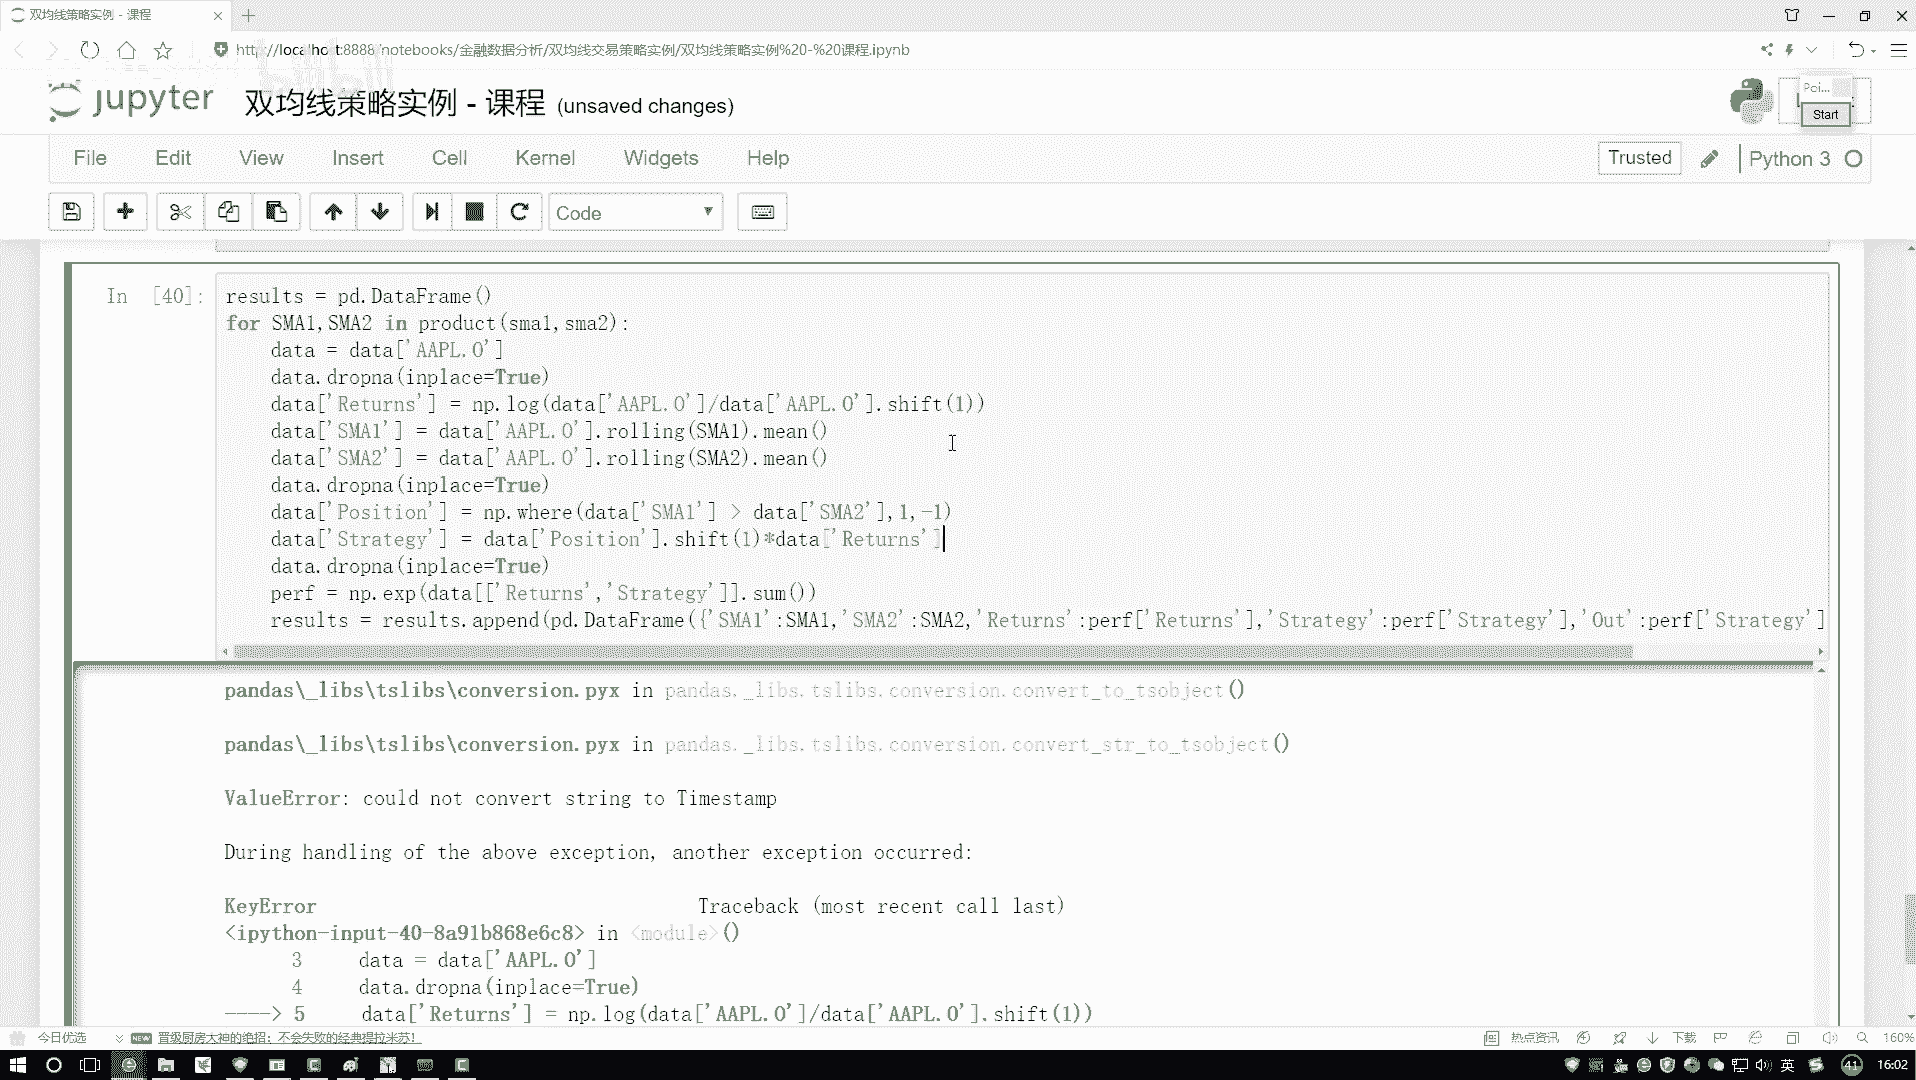 双均线策略实例 - 课程
http://localhost:8888/notebooks/金融数据分析/双均线交易策略实例/双均线策略实例%20-%20课程.ipynb
jupyter 双均线策略实例 - 课程 (unsaved changes)
Poi...
Start
File Edit View Insert Cell Kernel Widgets Help
Trusted
Python 3
Code
In [40]:
results = pd.DataFrame()
for SMA1,SMA2 in product(sma1,sma2):
    data = data['AAPL.O']
    data.dropna(inplace=True)
    data['Returns'] = np.log(data['AAPL.O']/data['AAPL.O'].shift(1))
    data['SMA1'] = data['AAPL.O'].rolling(SMA1).mean()
    data['SMA2'] = data['AAPL.O'].rolling(SMA2).mean()
    data.dropna(inplace=True)
    data['Position'] = np.where(data['SMA1'] > data['SMA2'],1,-1)
    data['Strategy'] = data['Position'].shift(1)*data['Returns']
    data.dropna(inplace=True)
    perf = np.exp(data[['Returns','Strategy']].sum())
    results = results.append(pd.DataFrame({'SMA1':SMA1,'SMA2':SMA2,'Returns':perf['Returns'],'Strategy':perf['Strategy'],'Out':perf['Strategy']
pandas\_libs\tslibs\conversion.pyx in pandas._libs.tslibs.conversion.convert_to_tsobject()
pandas\_libs\tslibs\conversion.pyx in pandas._libs.tslibs.conversion.convert_str_to_tsobject()
ValueError: could not convert string to Timestamp
During handling of the above exception, another exception occurred:
KeyError Traceback (most recent call last)
<ipython-input-40-8a91b868e6c8> in <module>()
3     data = data['AAPL.O']
4     data.dropna(inplace=True)
----> 5     data['Returns'] = np.log(data['AAPL.O']/data['AAPL.O'].shift(1))
今日优选 NEW 晋级厨房大神的绝招：不会失败的经典提拉米苏！ 热点资讯 下载 160%
英 41 16:02